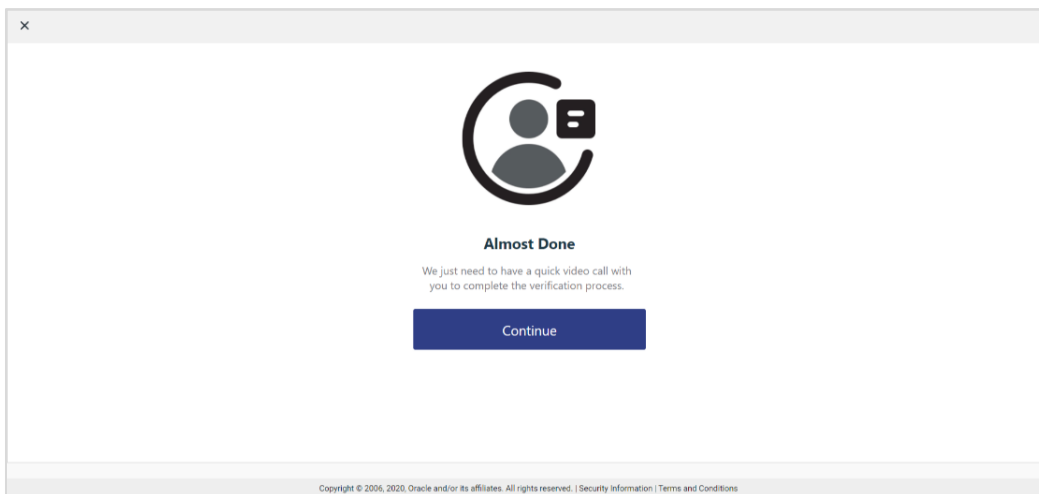 Almost Done
We just need to have a quick video call with
you to complete the verification process.
Continue
Copyright © 2006, 2020, Oracle and/or its affiliates. All rights reserved. | Security Information | Terms and Conditions